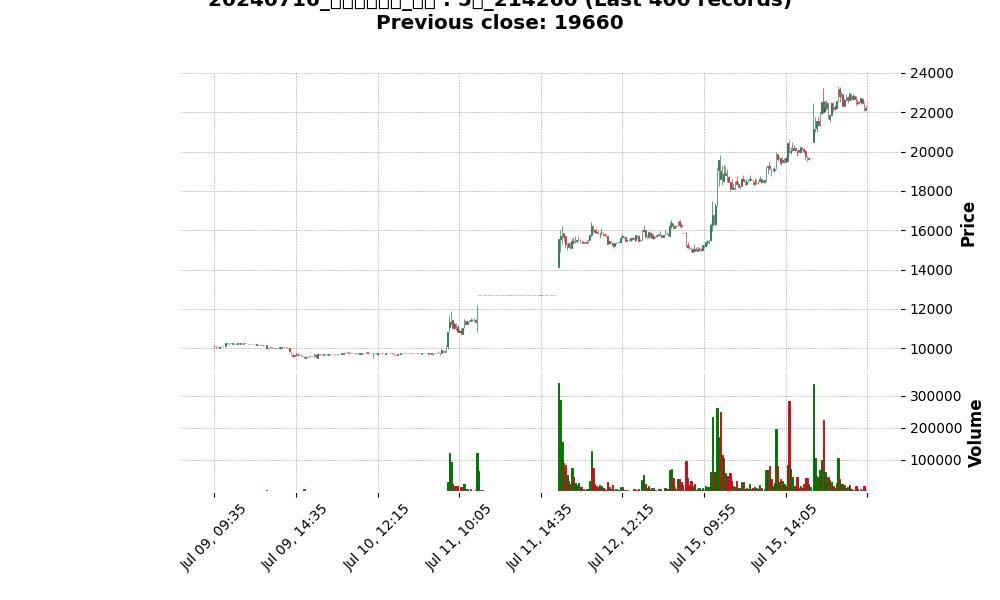 20240716_□□□□□□_□□ : 5□_214260 (Last 400 records)
Previous close: 19660
24000
22000
20000
18000
16000
14000
12000
10000
Price
300000
200000
100000
Volume
Jul 09, 09:35
Jul 09, 14:35
Jul 10, 12:15
Jul 11, 10:05
Jul 11, 14:35
Jul 12, 12:15
Jul 15, 09:55
Jul 15, 14:05